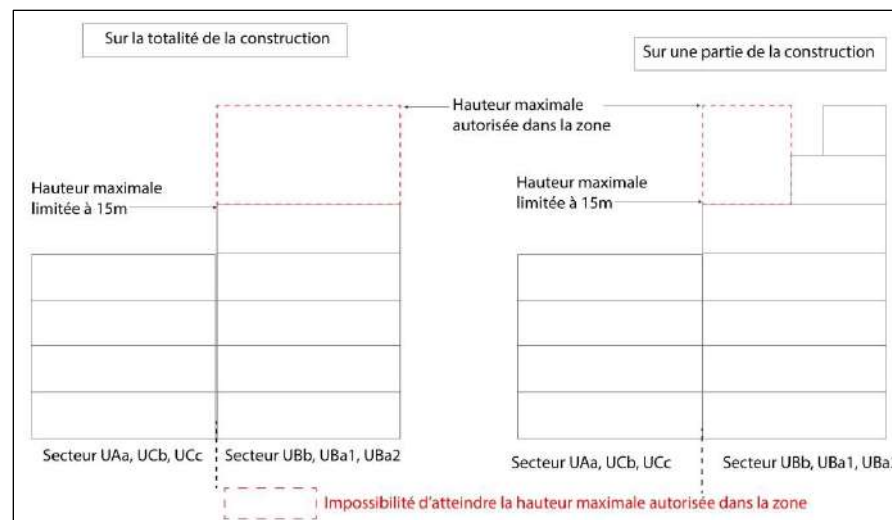 Sur la totalité de la construction
Sur une partie de la construction
Hauteur maximale
autorisée dans la zone
Hauteur maximale
limitée à 15m
Hauteur maximale
limitée à 15m
Secteur UAa, UCb, UCc
Secteur UBb, UBa1, UBa2
Secteur UAa, UCb, UCc
Secteur UBb, UBa1, UBa2
Impossibilité d'atteindre la hauteur maximale autorisée dans la zone